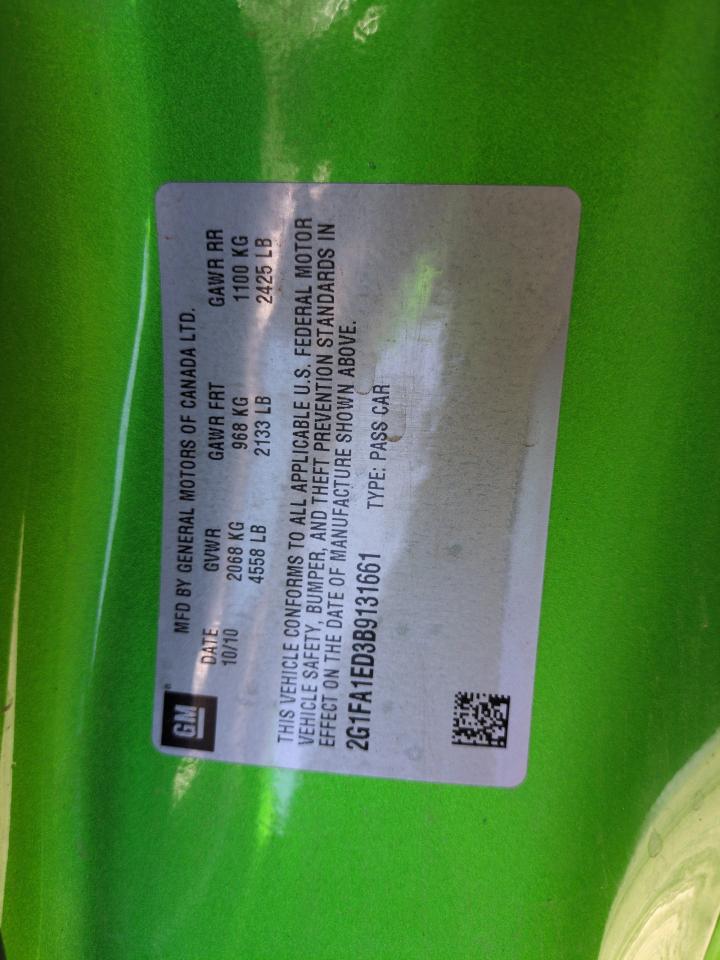 GM ®
MFD BY GENERAL MOTORS OF CANADA LTD.
DATE GVWR GAWR FRT GAWR RR
10/10 2068 KG 968 KG 1100 KG
4558 LB 2133 LB 2425 LB
THIS VEHICLE CONFORMS TO ALL APPLICABLE U.S. FEDERAL MOTOR
VEHICLE SAFETY, BUMPER, AND THEFT PREVENTION STANDARDS IN
EFFECT ON THE DATE OF MANUFACTURE SHOWN ABOVE.
2G1FA1ED3B9131661 TYPE: PASS CAR